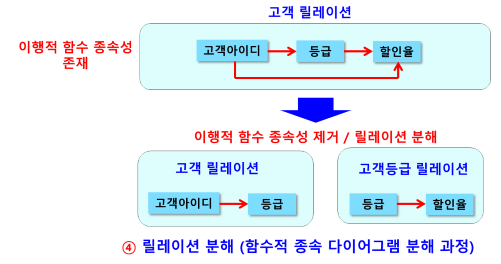 고객 릴레이션
이행적 함수 종속성
존재
고객아이디 등급 할인율
이행적 함수 종속성 제거 / 릴레이션 분해
고객 릴레이션 고객등급 릴레이션
고객아이디 등급 등급 할인율
④ 릴레이션 분해 (함수적 종속 다이어그램 분해 과정)